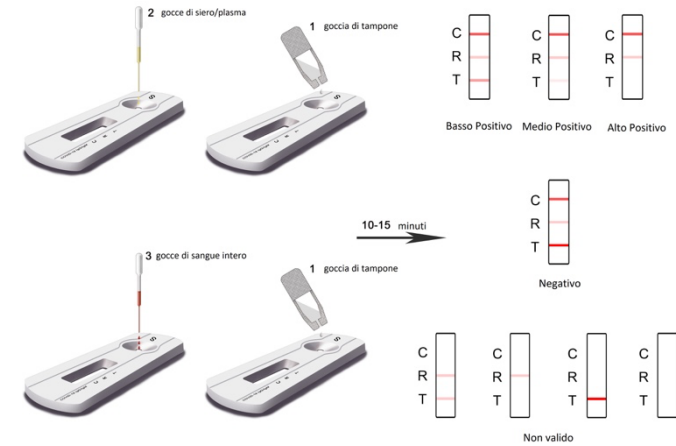 2 gocce di siero/plasma
1 goccia di tampone
C
R
T
C
R
T
C
R
T
Basso Positivo
Medio Positivo
Alto Positivo
10-15 minuti
C
R
T
Negativo
3 gocce di sangue intero
1 goccia di tampone
C
R
T
C
R
T
C
R
T
C
R
T
Non valido